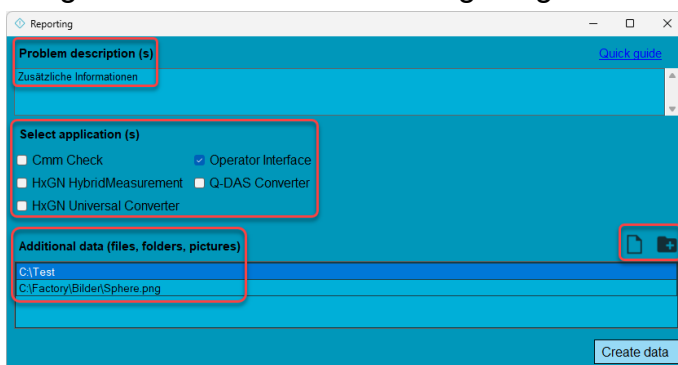 Reporting
Problem description (s)
Quick guide
Zusätzliche Informationen
Select application (s)
Cmm Check
Operator Interface
HxGN HybridMeasurement
Q-DAS Converter
HxGN Universal Converter
Additional data (files, folders, pictures)
C:\Test
C:\Factory\Bilder\Sphere.png
Create data